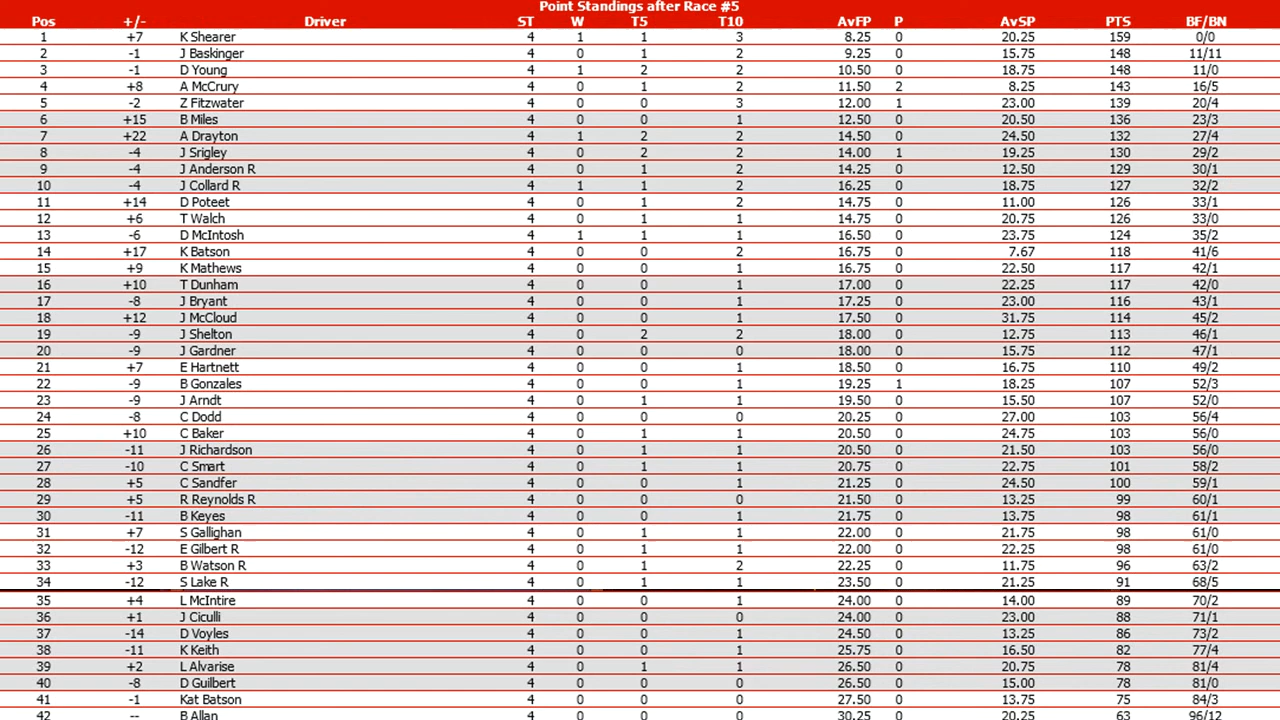 Point Standings after Race #5
Pos +/- Driver ST W T5 T10 AvFP P AvSP PTS BF/BN
1 +7 K Shearer 4 1 1 3 8.25 0 20.25 159 0/0
2 -1 J Baskinger 4 0 1 2 9.25 0 15.75 148 11/11
3 -1 D Young 4 1 2 2 10.50 0 18.75 148 11/0
4 +8 A McCrury 4 0 1 2 11.50 2 8.25 143 16/5
5 -2 Z Fitzwater 4 0 0 3 12.00 1 23.00 139 20/4
6 +15 B Miles 4 0 0 1 12.50 0 20.50 136 23/3
7 +22 A Drayton 4 1 2 2 14.50 0 24.50 132 27/4
8 -4 J Srigley 4 0 2 2 14.00 1 19.25 130 29/2
9 -4 J Anderson R 4 0 1 2 14.25 0 12.50 129 30/1
10 -4 J Collard R 4 1 1 2 16.25 0 18.75 127 32/2
11 +14 D Poteet 4 0 1 2 14.75 0 11.00 126 33/1
12 +6 T Walch 4 0 1 1 14.75 0 20.75 126 33/0
13 -6 D McIntosh 4 1 1 1 16.50 0 23.75 124 35/2
14 +17 K Batson 4 0 0 2 16.75 0 7.67 118 41/6
15 +9 K Mathews 4 0 0 1 16.75 0 22.50 117 42/1
16 +10 T Dunham 4 0 0 1 17.00 0 22.25 117 42/0
17 -8 J Bryant 4 0 0 1 17.25 0 23.00 116 43/1
18 +12 J McCloud 4 0 0 1 17.50 0 31.75 114 45/2
19 -9 J Shelton 4 0 2 2 18.00 0 12.75 113 46/1
20 -9 J Gardner 4 0 0 0 18.00 0 15.75 112 47/1
21 +7 E Hartnett 4 0 0 1 18.50 0 16.75 110 49/2
22 -9 B Gonzales 4 0 0 1 19.25 1 18.25 107 52/3
23 -9 J Arndt 4 0 1 1 19.50 0 15.50 107 52/0
24 -8 C Dodd 4 0 0 0 20.25 0 27.00 103 56/4
25 +10 C Baker 4 0 1 1 20.50 0 24.75 103 56/0
26 -11 J Richardson 4 0 1 1 20.50 0 21.50 103 56/0
27 -10 C Smart 4 0 1 1 20.75 0 22.75 101 58/2
28 +5 C Sandfer 4 0 0 1 21.25 0 24.50 100 59/1
29 +5 R Reynolds R 4 0 0 0 21.50 0 13.25 99 60/1
30 -11 B Keyes 4 0 0 1 21.75 0 13.75 98 61/1
31 +7 S Gallighan 4 0 1 1 22.00 0 21.75 98 61/0
32 -12 E Gilbert R 4 0 1 1 22.00 0 22.25 98 61/0
33 +3 B Watson R 4 0 1 2 22.25 0 11.75 96 63/2
34 -12 S Lake R 4 0 1 1 23.50 0 21.25 91 68/5
35 +4 L McIntire 4 0 0 1 24.00 0 14.00 89 70/2
36 +1 J Ciculli 4 0 0 0 24.00 0 23.00 88 71/1
37 -14 D Voyles 4 0 0 1 24.50 0 13.25 86 73/2
38 -11 K Keith 4 0 0 1 25.75 0 16.50 82 77/4
39 +2 L Alvarise 4 0 1 1 26.50 0 20.75 78 81/4
40 -8 D Guilbert 4 0 0 0 26.50 0 15.00 78 81/0
41 -1 Kat Batson 4 0 0 0 27.50 0 13.75 75 84/3
42 -- B Allan 4 0 0 0 30.25 0 20.25 63 96/12